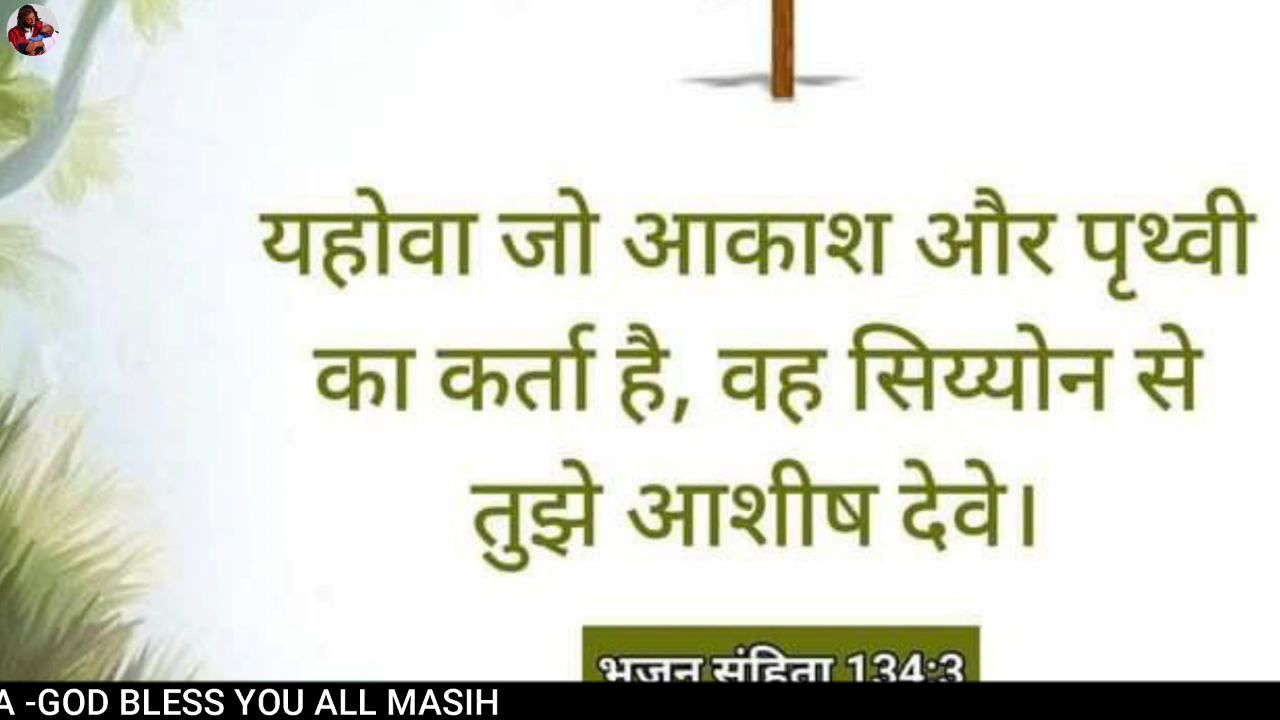 यहोवा जो आकाश और पृथ्वी
का कर्ता है, वह सिय्योन से
तुझे आशीष देवे।
भजन संहिता 134:3
A -GOD BLESS YOU ALL MASIH